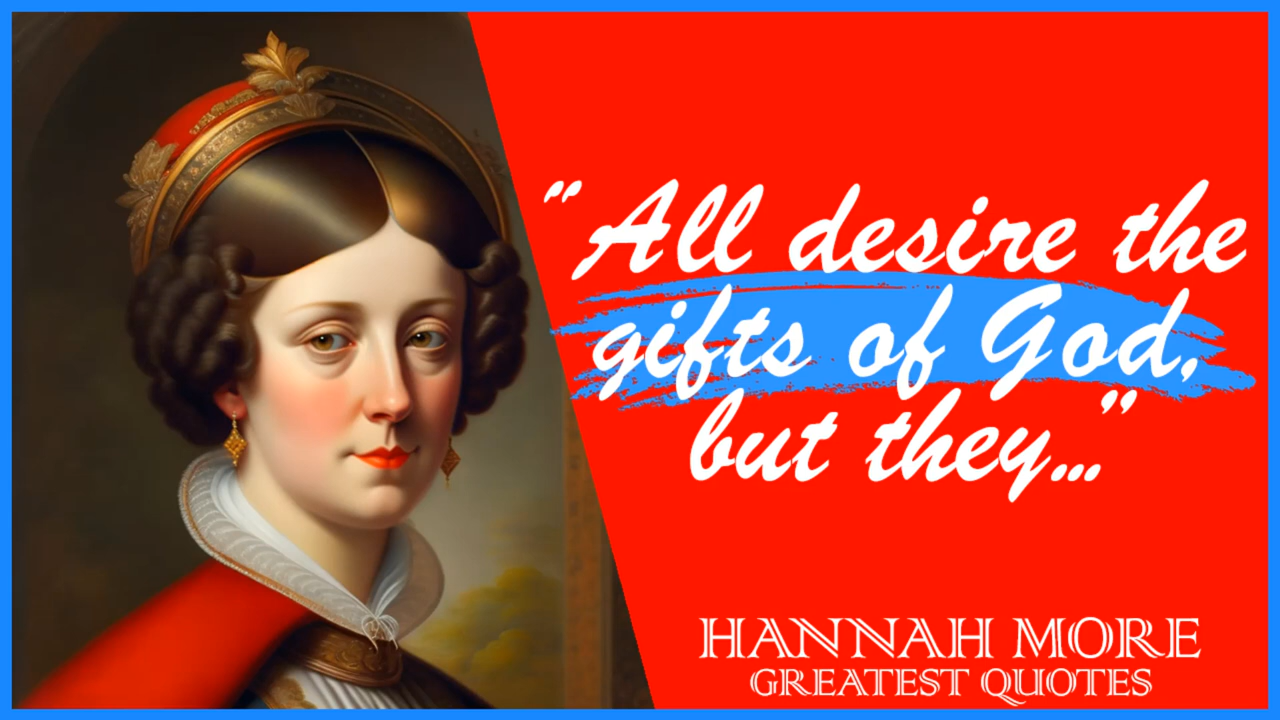 “All desire the
gifts of God,
but they...”
HANNAH MORE
GREATEST QUOTES